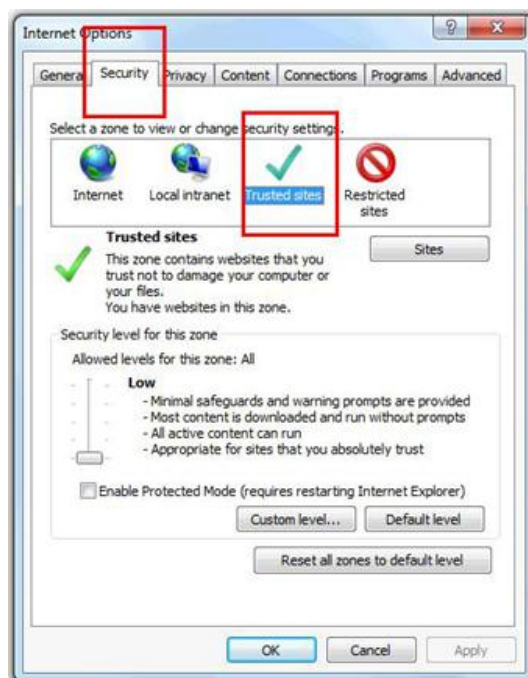 Internet Options
General Security Privacy Content Connections Programs Advanced
Select a zone to view or change security settings.
Internet Local intranet Trusted sites Restricted
sites
Trusted sites
This zone contains websites that you
trust not to damage your computer or
your files.
You have websites in this zone.
Sites
Security level for this zone
Allowed levels for this zone: All
Low
- Minimal safeguards and warning prompts are provided
- Most content is downloaded and run without prompts
- All active content can run
- Appropriate for sites that you absolutely trust
Enable Protected Mode (requires restarting Internet Explorer)
Custom level... Default level
Reset all zones to default level
OK Cancel Apply